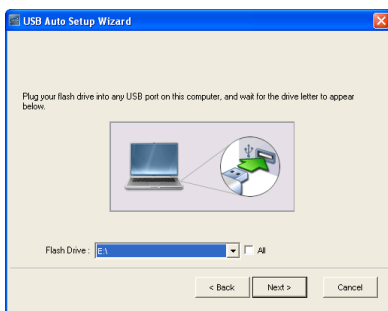 USB Auto Setup Wizard
Plug your flash drive into any USB port on this computer, and wait for the drive letter to appear
below.
Flash Drive : E:\ All
< Back Next > Cancel